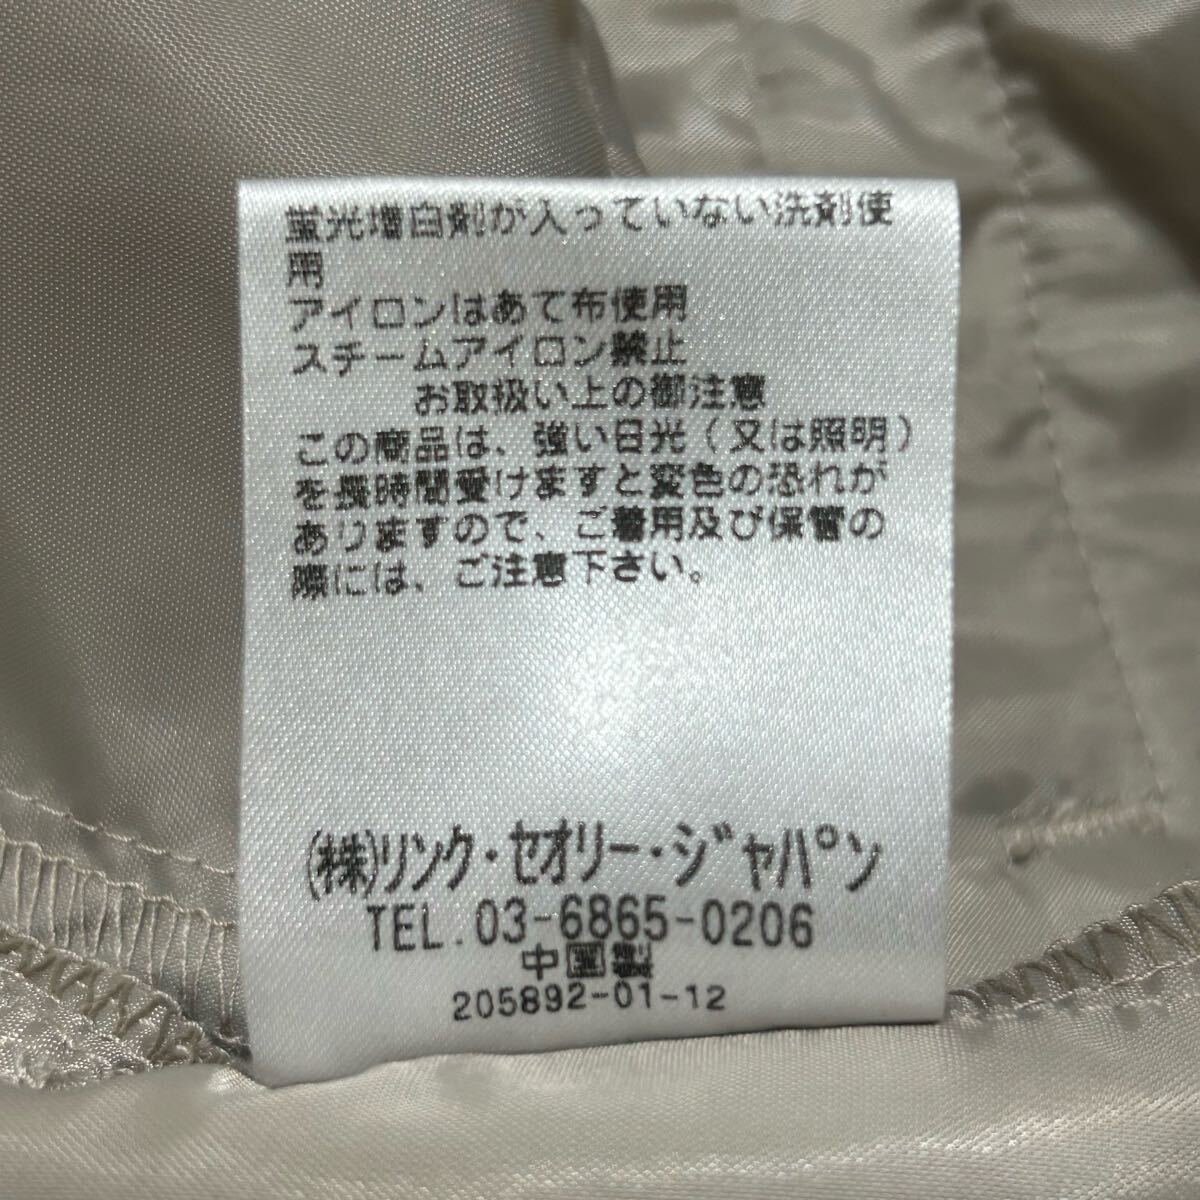 蛍光増白剤が入っていない洗剤使
用
アイロンはあて布使用
スチームアイロン禁止
お取扱い上の御注意
この商品は、強い日光(又は照明)
を長時間受けますと変色の恐れが
ありますので、ご着用及び保管の
際には、ご注意下さい。
(株)リンク・セオリー・ジャパン
TEL.03-6865-0206
中国製
205892-01-12